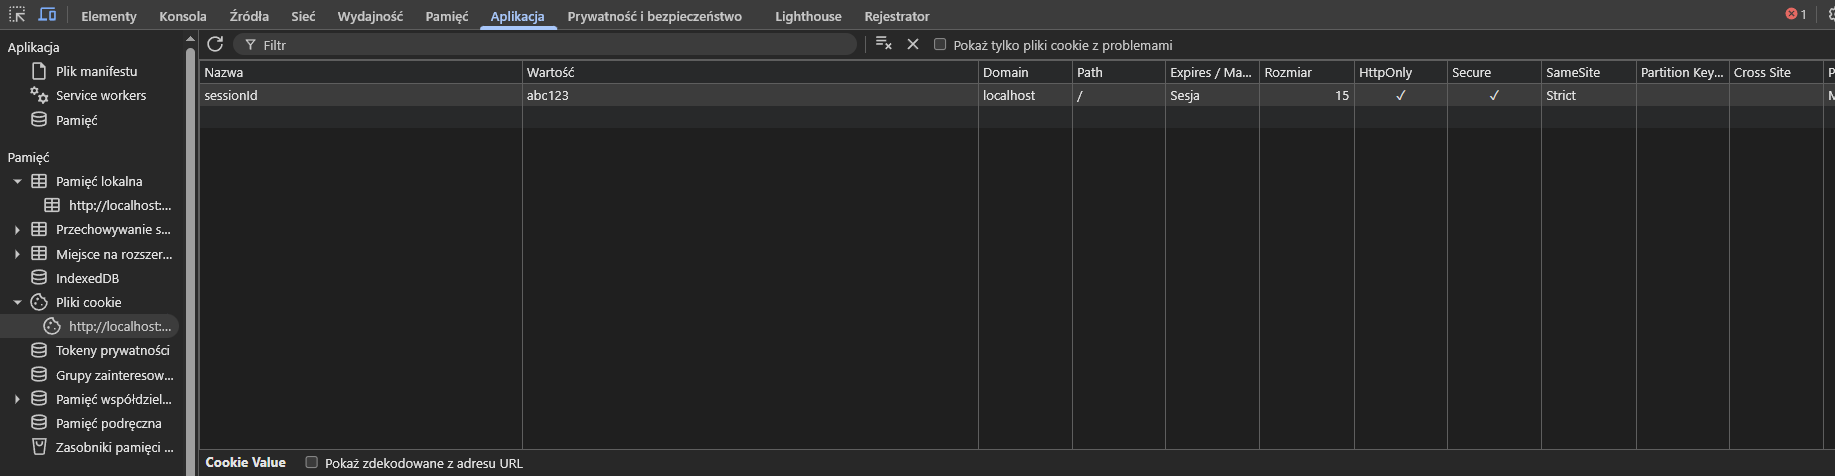 Elementy Konsola Źródła Sieć Wydajność Pamięć Aplikacja Prywatność i bezpieczeństwo Lighthouse Rejestrator 1
Aplikacja
Plik manifestu
Service workers
Pamięć
Pamięć
Pamięć lokalna
http://localhost:...
Przechowywanie s...
Miejsce na rozszer...
IndexedDB
Pliki cookie
http://localhost:...
Tokeny prywatności
Grupy zainteresow...
Pamięć współdziel...
Pamięć podręczna
Zasobniki pamięci ...
Filtr Pokaż tylko pliki cookie z problemami
Nazwa Wartość Domain Path Expires / Ma... Rozmiar HttpOnly Secure SameSite Partition Key... Cross Site P
sessionId abc123 localhost / Sesja 15 ✓ ✓ Strict M
Cookie Value Pokaż zdekodowane z adresu URL